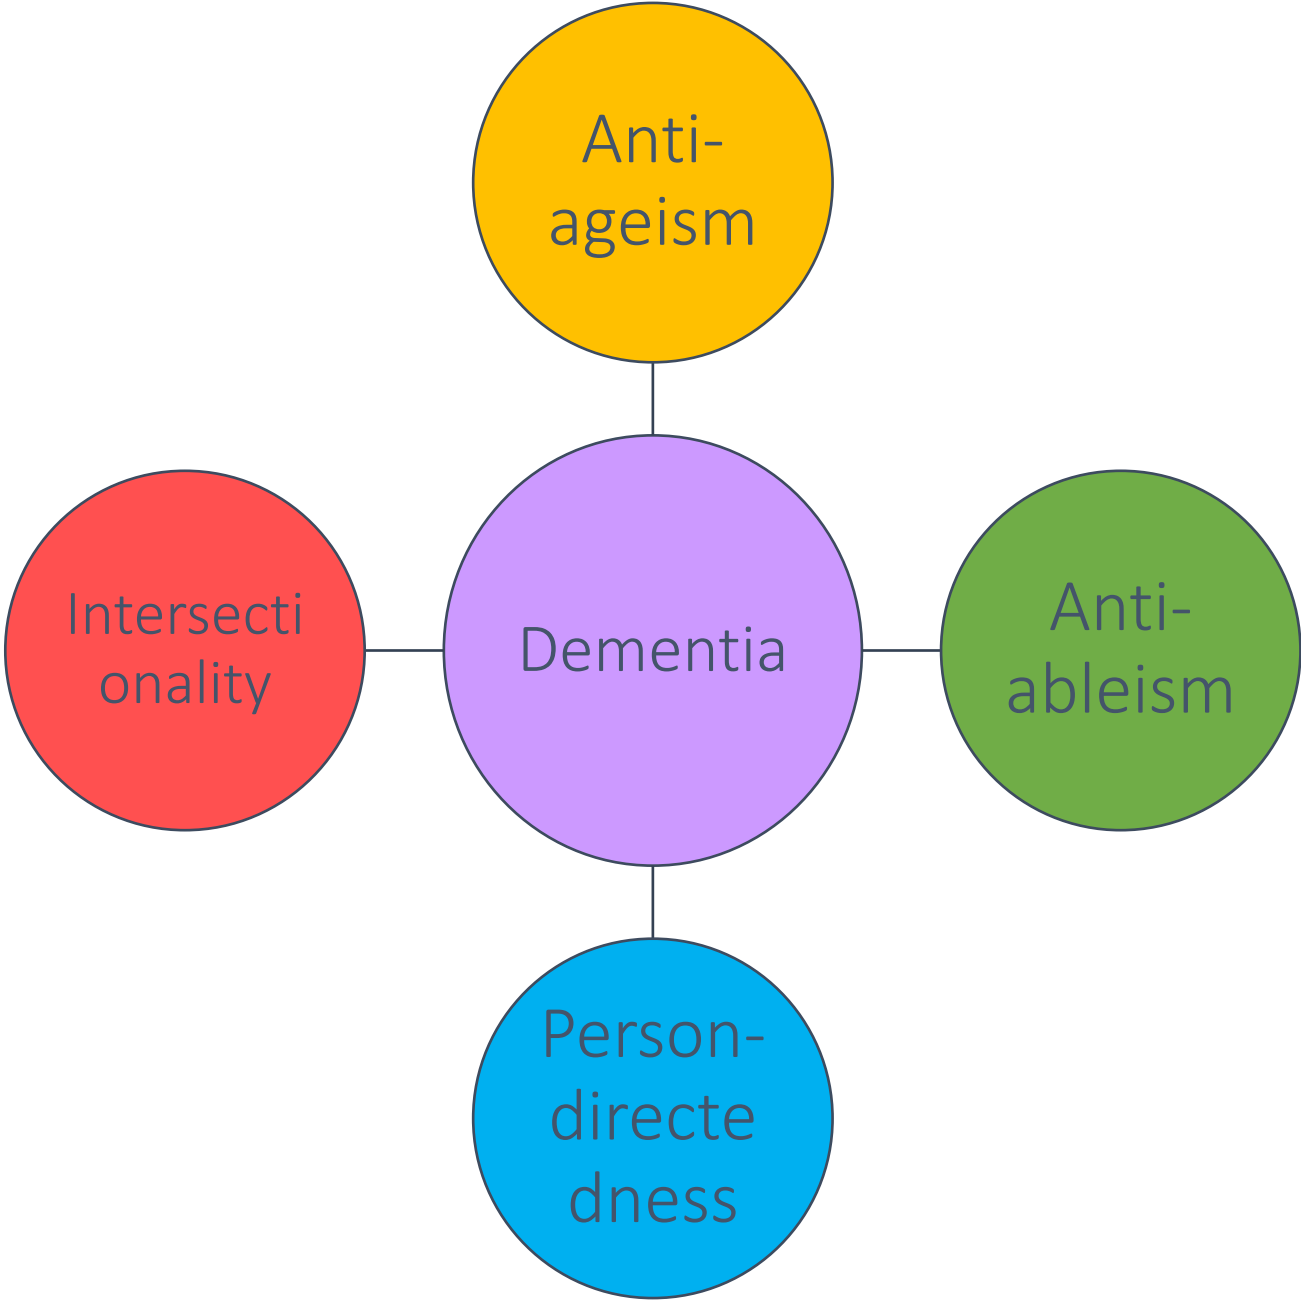 Anti-
ageism
Intersecti
onality
Dementia
Anti-
ableism
Person-
directe
dness